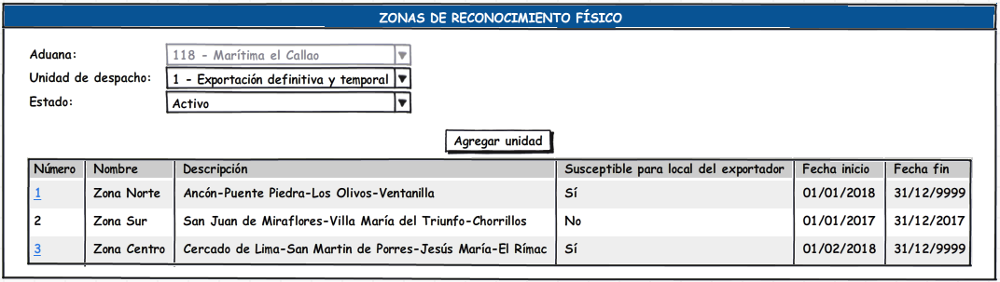 ZONAS DE RECONOCIMIENTO FÍSICO
Aduana: 118 - Marítima el Callao
Unidad de despacho: 1 - Exportación definitiva y temporal
Estado: Activo
Agregar unidad
Número Nombre Descripción Susceptible para local del exportador Fecha inicio Fecha fin
1 Zona Norte Ancón-Puente Piedra-Los Olivos-Ventanilla Sí 01/01/2018 31/12/9999
2 Zona Sur San Juan de Miraflores-Villa María del Triunfo-Chorrillos No 01/01/2017 31/12/2017
3 Zona Centro Cercado de Lima-San Martin de Porres-Jesús María-El Rímac Sí 01/02/2018 31/12/9999